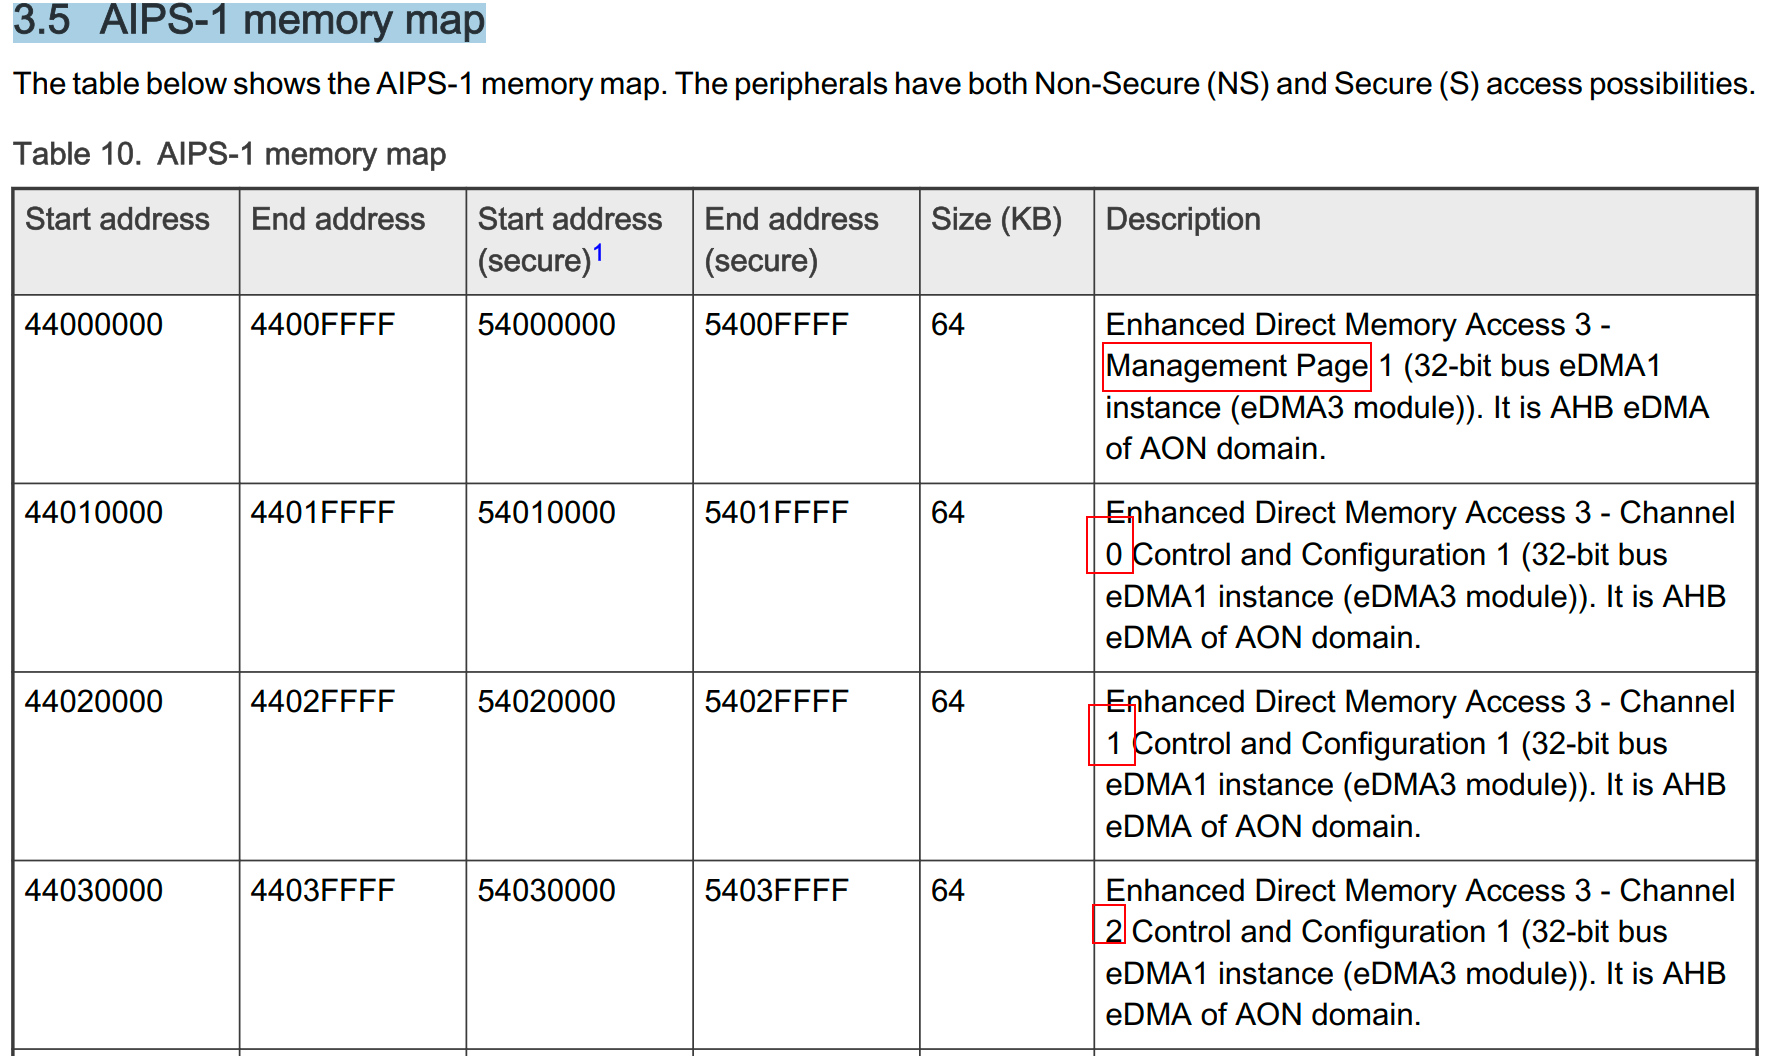 3.5 AIPS-1 memory map
The table below shows the AIPS-1 memory map. The peripherals have both Non-Secure (NS) and Secure (S) access possibilities.
Table 10. AIPS-1 memory map
Start address End address Start address (secure)1 End address (secure) Size (KB) Description
44000000 4400FFFF 54000000 5400FFFF 64 Enhanced Direct Memory Access 3 -
Management Page 1 (32-bit bus eDMA1
instance (eDMA3 module)). It is AHB eDMA
of AON domain.
44010000 4401FFFF 54010000 5401FFFF 64 Enhanced Direct Memory Access 3 - Channel
0 Control and Configuration 1 (32-bit bus
eDMA1 instance (eDMA3 module)). It is AHB
eDMA of AON domain.
44020000 4402FFFF 54020000 5402FFFF 64 Enhanced Direct Memory Access 3 - Channel
1 Control and Configuration 1 (32-bit bus
eDMA1 instance (eDMA3 module)). It is AHB
eDMA of AON domain.
44030000 4403FFFF 54030000 5403FFFF 64 Enhanced Direct Memory Access 3 - Channel
2 Control and Configuration 1 (32-bit bus
eDMA1 instance (eDMA3 module)). It is AHB
eDMA of AON domain.